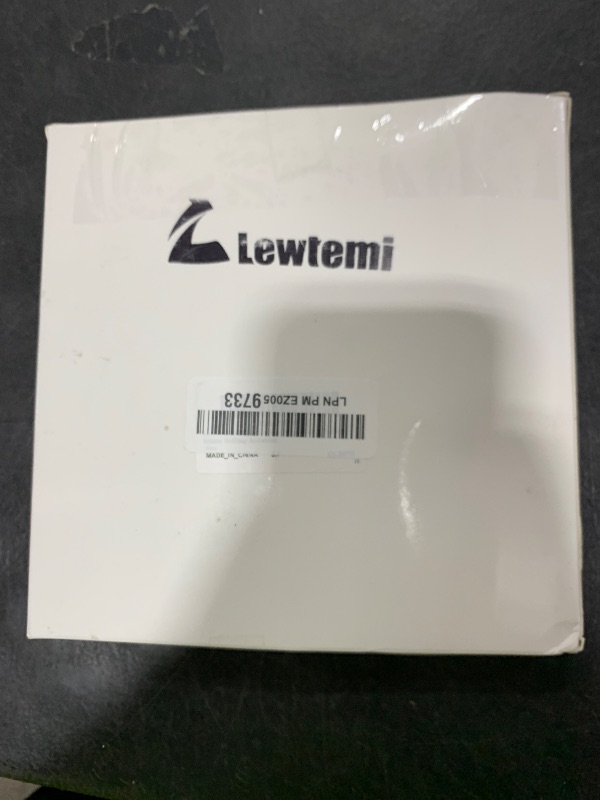 Lewtemi
LPN PM EZ005 9733
MADE_IN_CHINA